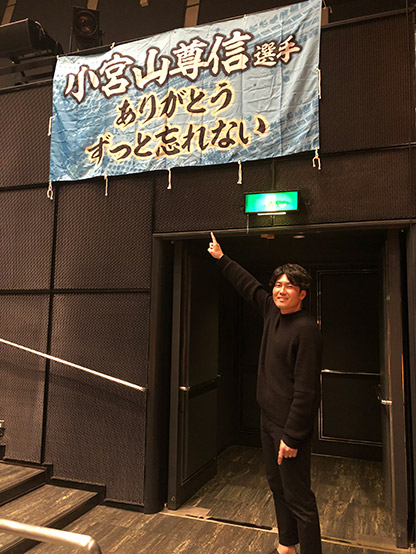 小宮山尊信選手
ありがとう
ずっと忘れない